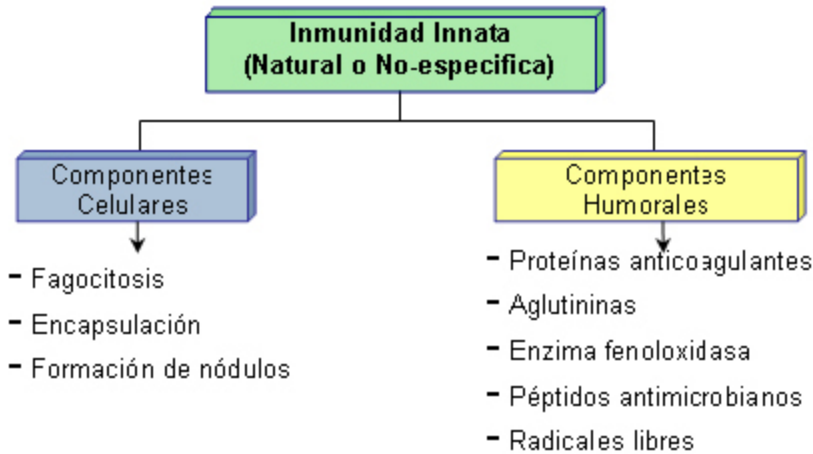 Inmunidad Innata
(Natural o No-especifica)
Componentes
Celulares
- Fagocitosis
- Encapsulación
- Formación de nódulos
Componentes
Humorales
- Proteínas anticoagulantes
- Aglutininas
- Enzima fenoloxidasa
- Péptidos antimicrobianos
- Radicales libres